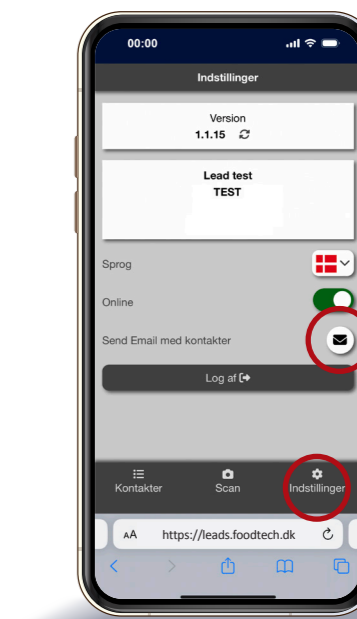 00:00
Indstillinger
Version
1.1.15
Lead test
TEST
Sprog
Online
Send Email med kontakter
Log af
Kontakter
Scan
Indstillinger
AA
https://leads.foodtech.dk